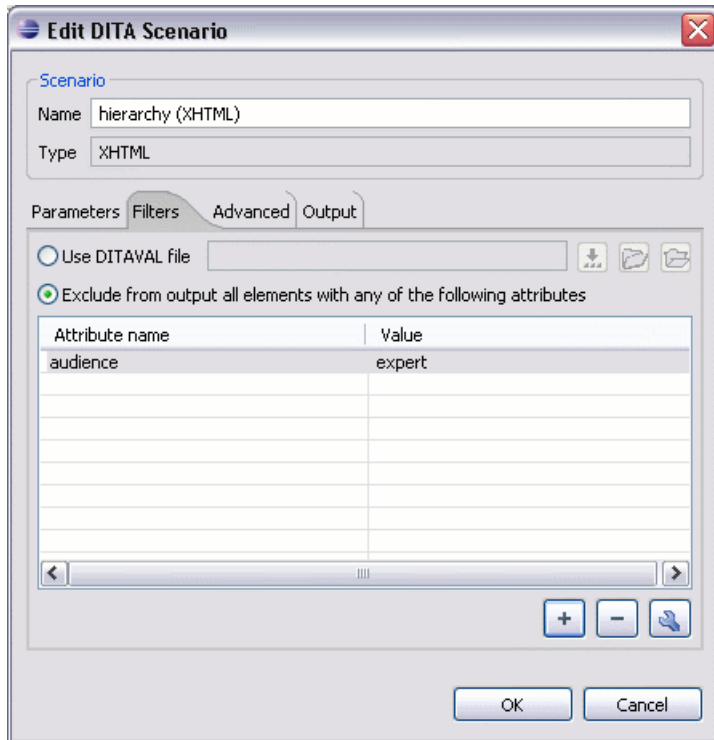 Edit DITA Scenario
Scenario
Name hierarchy (XHTML)
Type XHTML
Parameters Filters Advanced Output
Use DITAVAL file
Exclude from output all elements with any of the following attributes
Attribute name Value
audience expert
OK Cancel